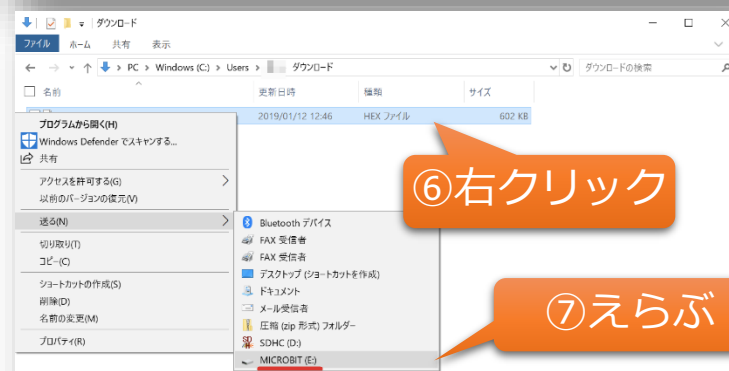 ダウンロード
ファイル ホーム 共有 表示
PC > Windows (C:) > Users > ダウンロード ダウンロードの検索
名前 更新日時 種類 サイズ
2019/01/12 12:46 HEX ファイル 602 KB
プログラムから開く(H)
Windows Defender でスキャンする...
共有
アクセスを許可する(G)
以前のバージョンの復元(V)
送る(N)
切り取り(T)
コピー(C)
ショートカットの作成(S)
削除(D)
名前の変更(M)
プロパティ(R)
Bluetooth デバイス
FAX 受信者
FAX 受信者
デスクトップ (ショートカットを作成)
ドキュメント
メール受信者
圧縮 (zip 形式) フォルダー
SDHC (D:)
MICROBIT (E:)
⑥右クリック
⑦えらぶ